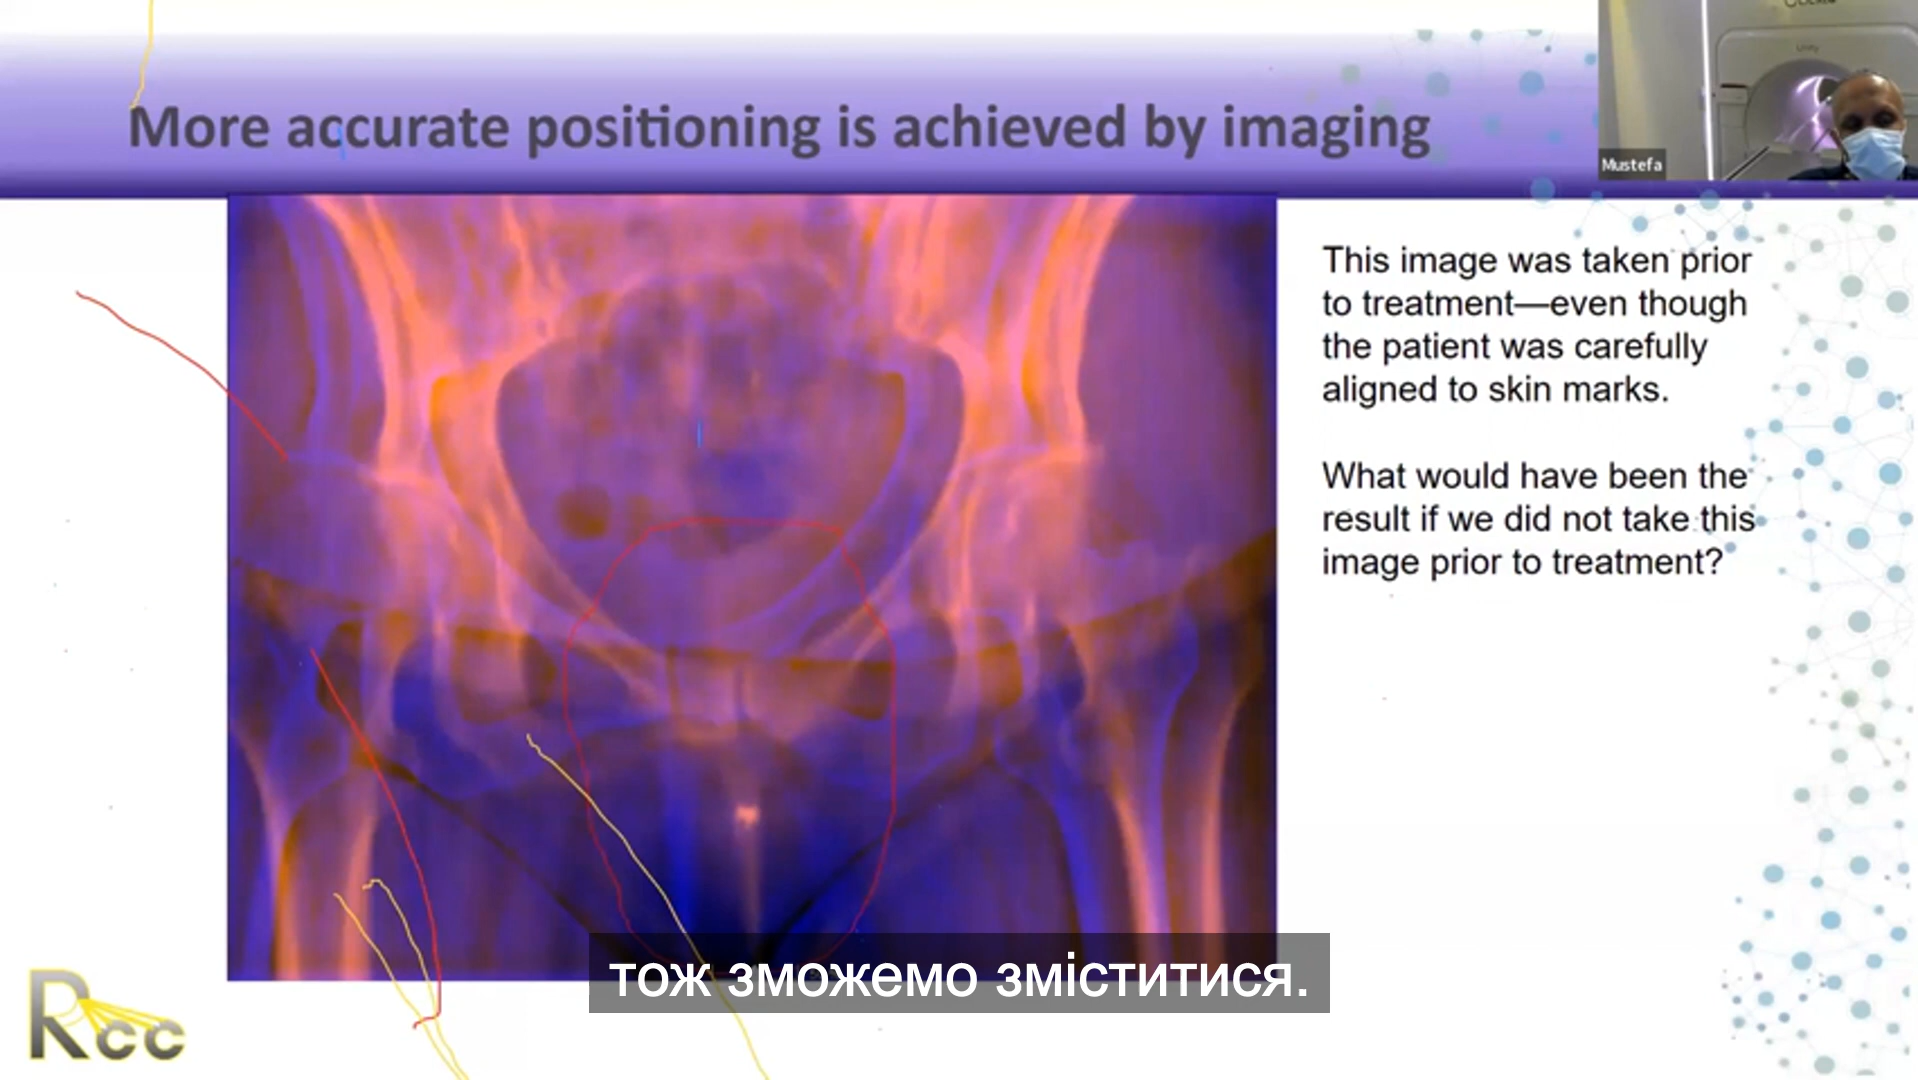 More accurate positioning is achieved by imaging
Unity
Mustefa
This image was taken prior
to treatment—even though
the patient was carefully
aligned to skin marks.
What would have been the
result if we did not take this
image prior to treatment?
тож зможемо зміститися.
Rcc